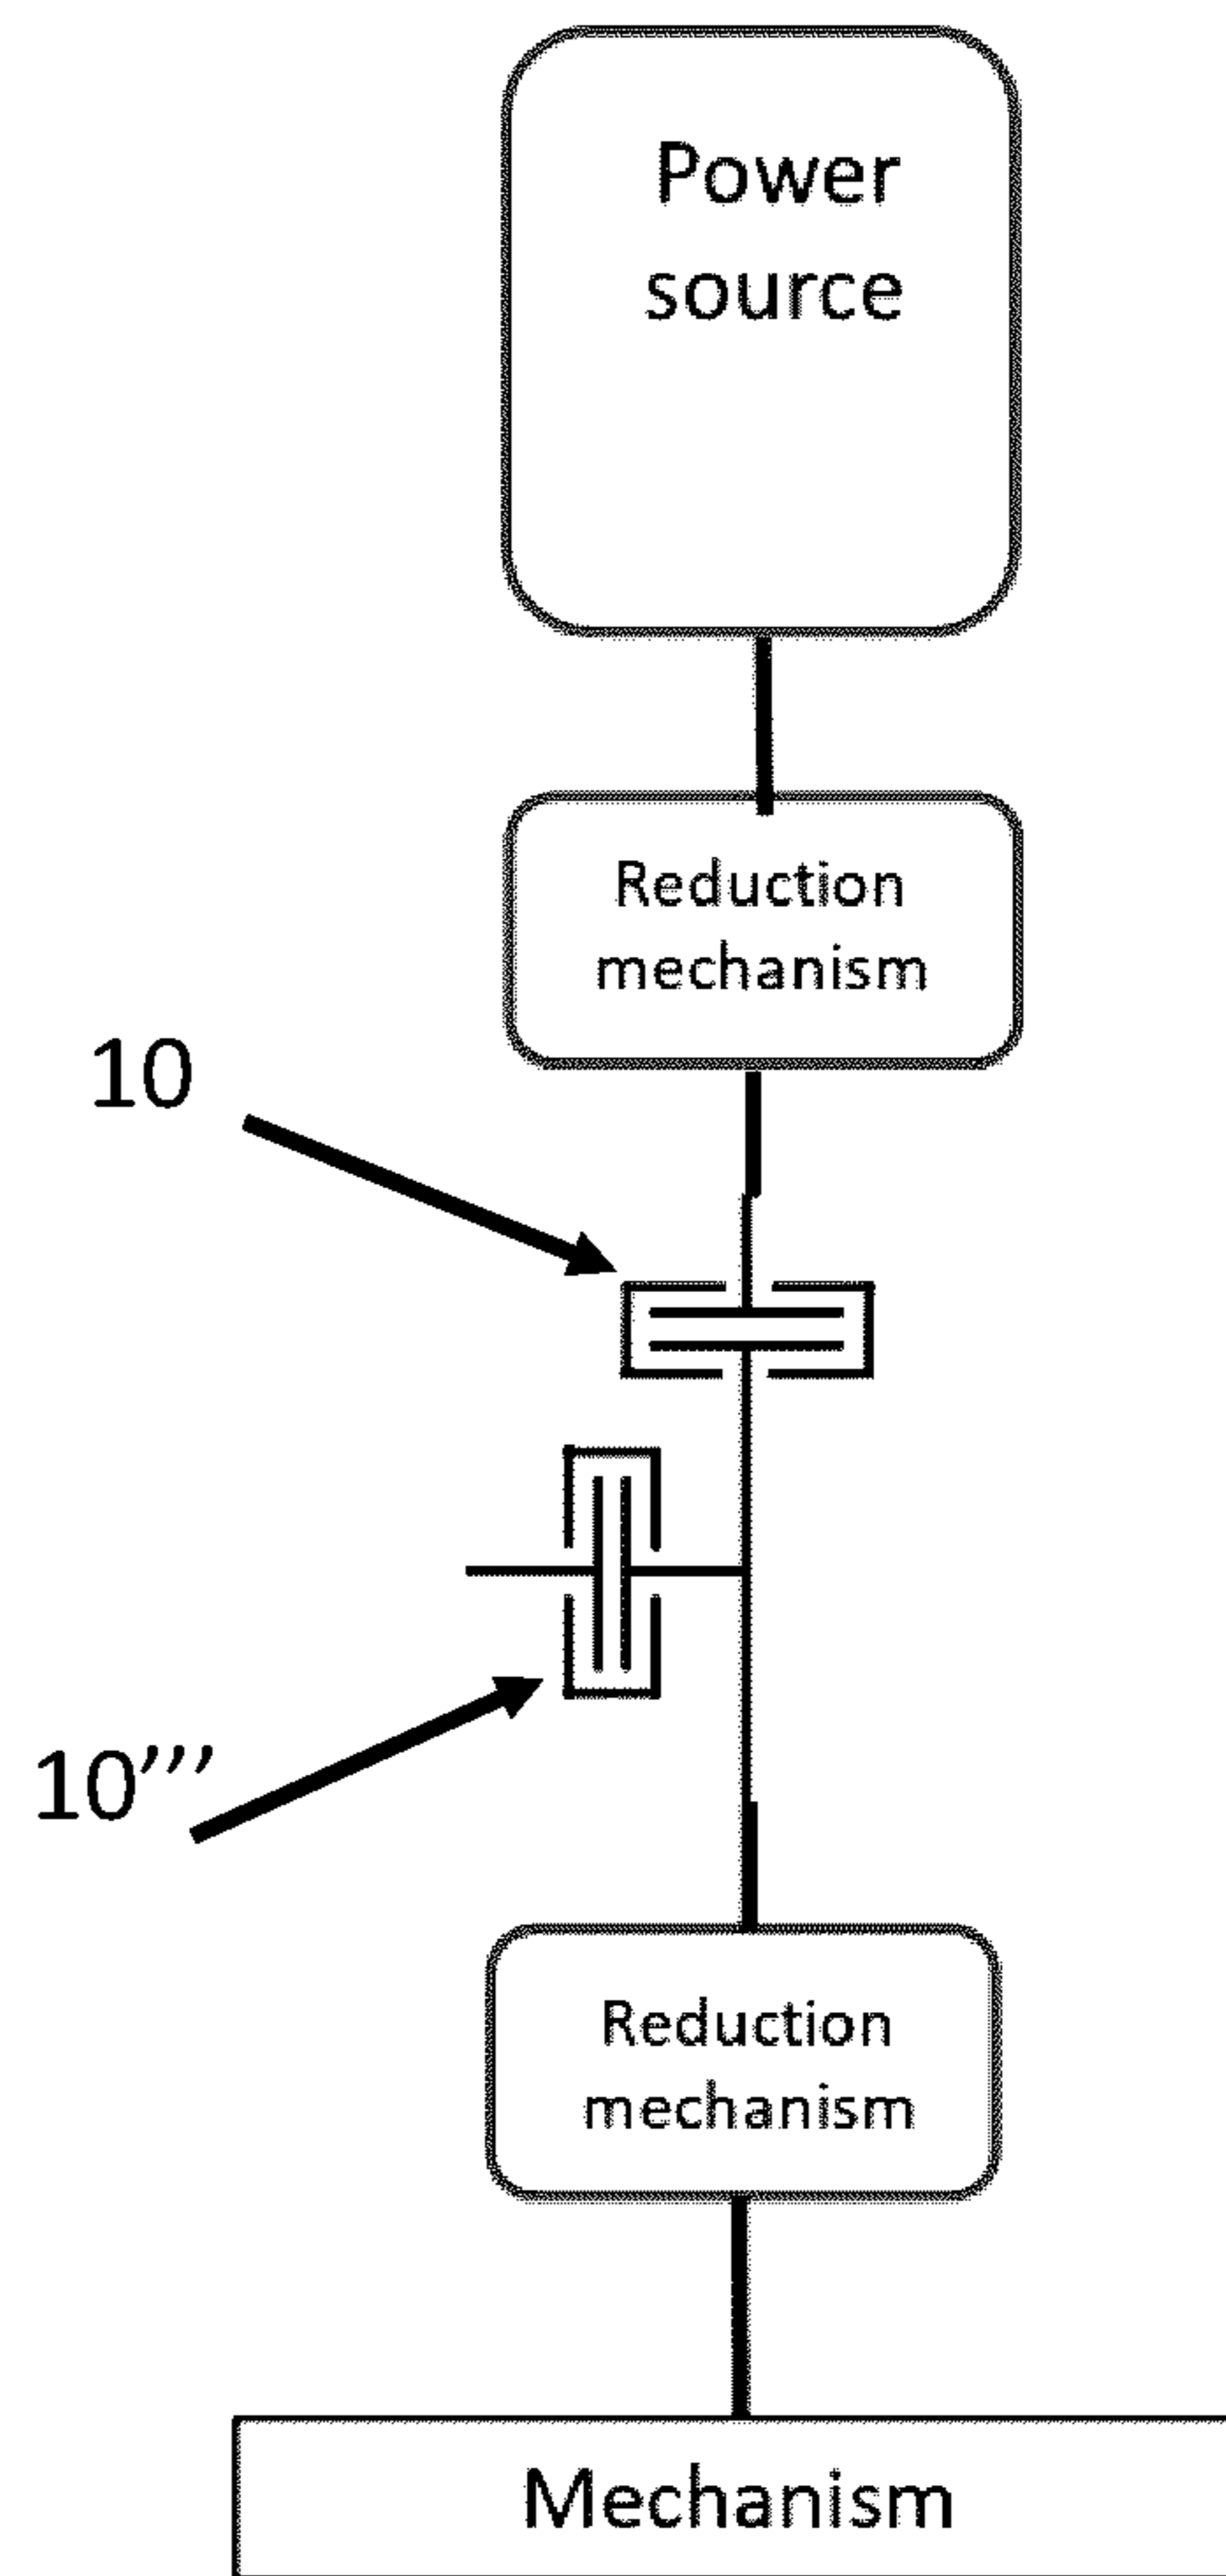 Power
source
Reduction
mechanism
10
10’’’
Reduction
mechanism
Mechanism